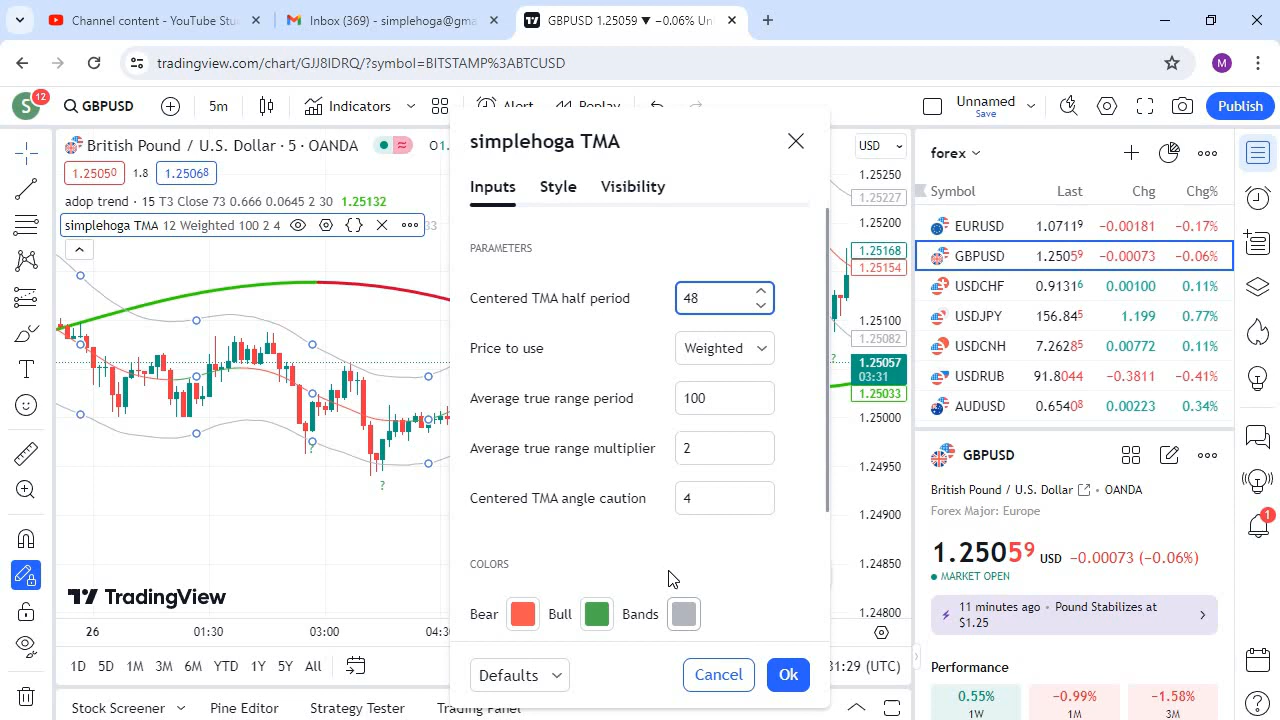 Channel content - YouTube Stu
Inbox (369) - simplehoga@gma
GBPUSD 1.25059 ▼ −0.06% Un
tradingview.com/chart/GJJ8IDRQ/?symbol=BITSTAMP%3ABTCUSD
M
S
12
GBPUSD
5m
Indicators
Alert
Replay
Unnamed
Save
Publish
British Pound / U.S. Dollar · 5 · OANDA
O1.
1.25050
1.8
1.25068
adop trend · 15 T3 Close 73 0.666 0.0645 2 30 1.25132
simplehoga TMA 12 Weighted 100 2 4
33
?
?
?
TradingView
26
01:30
03:00
04:30
1D
5D
1M
3M
6M
YTD
1Y
5Y
All
31:29 (UTC)
Stock Screener
Pine Editor
Strategy Tester
Trading Panel
simplehoga TMA
Inputs
Style
Visibility
PARAMETERS
Centered TMA half period
48
Price to use
Weighted
Average true range period
100
Average true range multiplier
2
Centered TMA angle caution
4
COLORS
Bear
Bull
Bands
Defaults
Cancel
Ok
USD
1.25250
1.25227
1.25200
1.25168
1.25154
1.25100
1.25082
1.25057
03:31
1.25033
1.25000
1.24950
1.24900
1.24850
1.24800
forex
Symbol Last Chg Chg%
EURUSD 1.07119 −0.00181 −0.17%
GBPUSD 1.25059 −0.00073 −0.06%
USDCHF 0.91316 0.00100 0.11%
USDJPY 156.845 1.199 0.77%
USDCNH 7.26285 0.00772 0.11%
USDRUB 91.8044 −0.3811 −0.41%
AUDUSD 0.65408 0.00223 0.34%
GBPUSD
British Pound / U.S. Dollar · OANDA
Forex Major: Europe
1.25059 USD −0.00073 (−0.06%)
MARKET OPEN
11 minutes ago · Pound Stabilizes at
$1.25
Performance
0.55%
1W
−0.99%
1M
−1.58%
3M
1